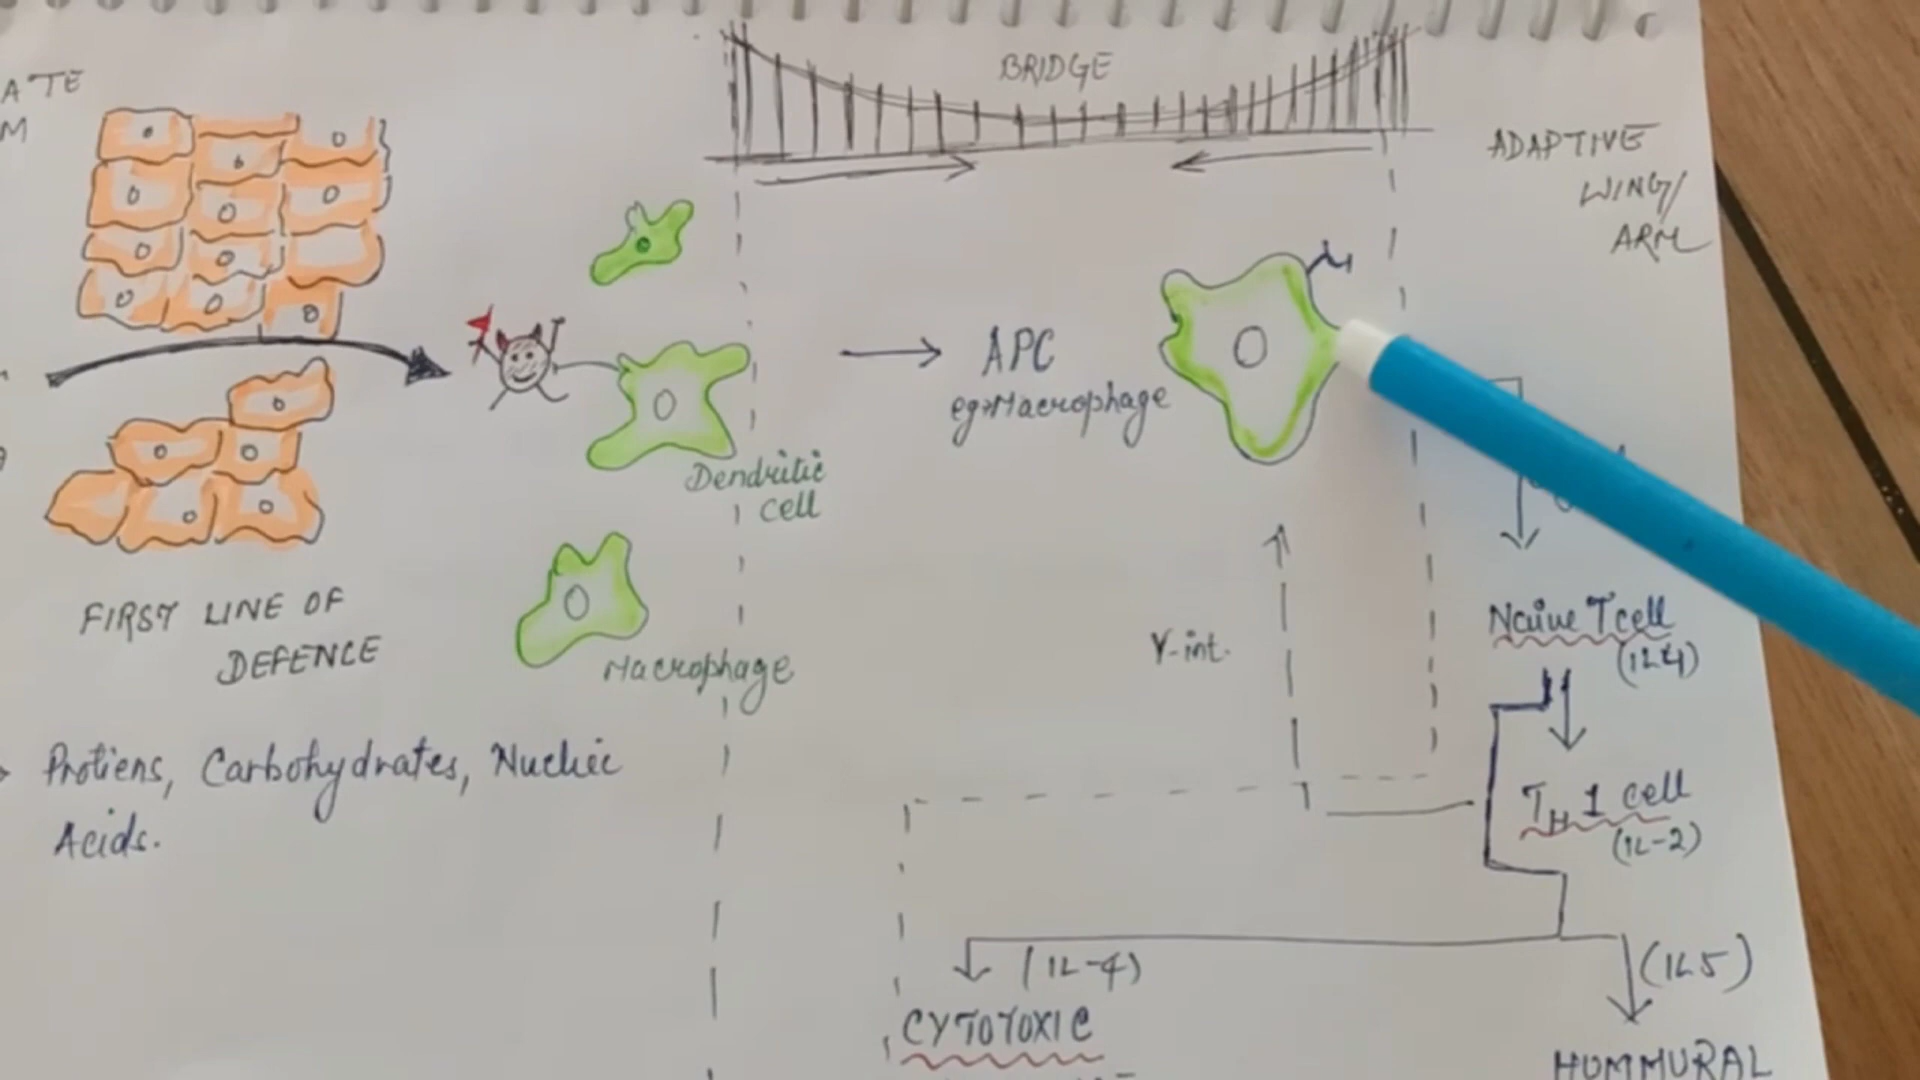 ATE
M
BRIDGE
ADAPTIVE
WING/
ARM
APC
eg→Macrophage
Dendritic
cell
FIRST LINE OF
DEFENCE
Macrophage
γ-int.
Naive T cell
(IL4)
TH1 cell
(IL-2)
Protiens, Carbohydrates, Nucleic
Acids.
(IL-4)
(IL5)
CYTOTOXIC
HUMMURAL